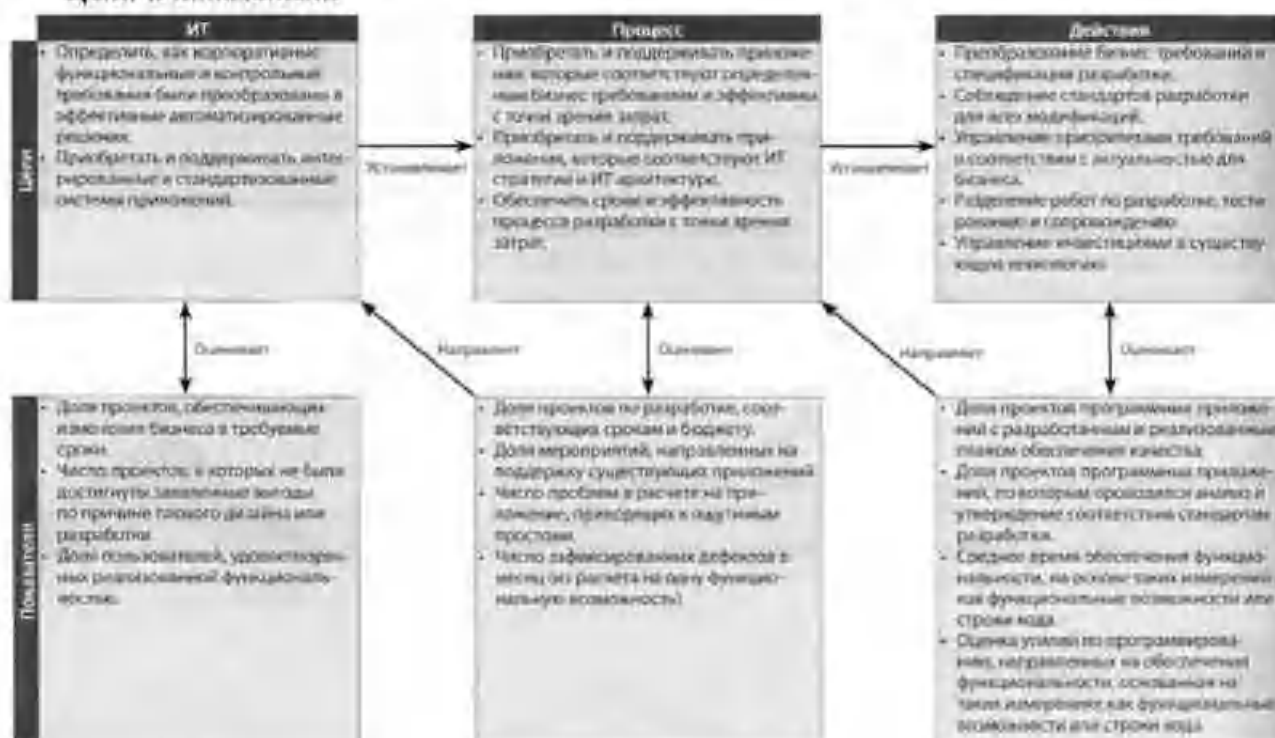 ИТ
Процесс
Действия
Цели
• Определить, как корпоративные
функциональные и контрольные
требования были преобразованы в
эффективные автоматизированные
решения.
• Приобретать и поддерживать интег-
рированные и стандартизованные
системы приложений.
Устанавливает
• Приобретать и поддерживать приложе-
ния, которые соответствуют определен-
ным бизнес требованиям и эффективны
с точки зрения затрат.
• Приобретать и поддерживать при-
ложения, которые соответствуют ИТ
стратегии и ИТ архитектуре.
• Обеспечить сроки и эффективность
процесса разработки с точки зрения
затрат.
Устанавливает
• Преобразование бизнес требований в
спецификации разработки.
• Соблюдение стандартов разработки
для всех модификаций.
• Управление приоритетами требований
в соответствии с актуальностью для
бизнеса.
• Разделение работ по разработке, тести
рованию и сопровождению
• Управление инвестициями в существу-
ющую технологию
Оценивает
Направляет
Оценивает
Направляет
Оценивает
Показатели
• Доля проектов, обеспечивающих
изменения бизнеса в требуемые
сроки.
• Число проектов, в которых не были
достигнуты заявленные выгоды
по причине плохого дизайна или
разработки
• Доля пользователей, удовлетворен-
ных реализованной функциональ-
ностью.
• Доля проектов по разработке, соот-
ветствующих срокам и бюджету.
• Доля мероприятий, направленных на
поддержку существующих приложений
• Число проблем в расчете на при-
ложение, приводящих к ощутимым
простоям
• Число зафиксированных дефектов в
месяц (из расчета на одну функцио-
нальную возможность)
• Доля проектов программных приложе-
ний с разработанным и реализованным
планом обеспечения качества
• Доля проектов программных приложе-
ний, по которым проводился анализ и
утверждение соответствия стандартам
разработки.
• Среднее время обеспечения функцио-
нальности, на основе таких измерений
как функциональные возможности или
строки кода
• Оценка усилий по программирова-
нию, направленных на обеспечение
функциональности, основанная на
таких измерениях как функциональные
возможности или строки кода